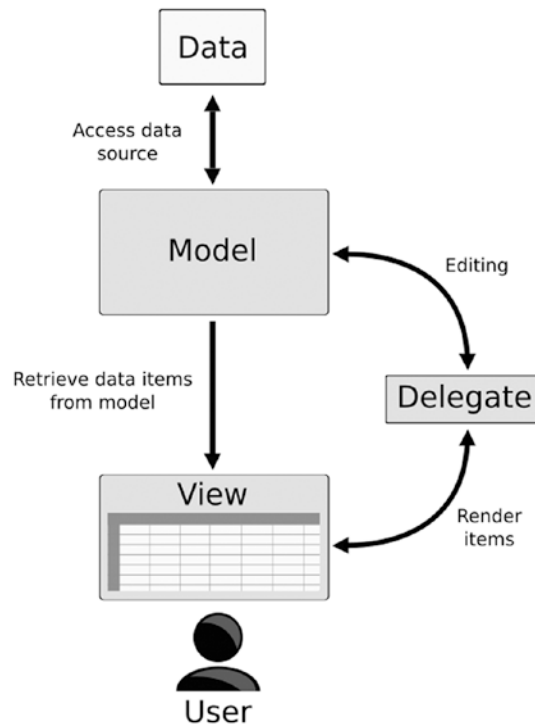 Data
Access data
source
Model
Editing
Retrieve data items
from model
Delegate
View
Render
items
User